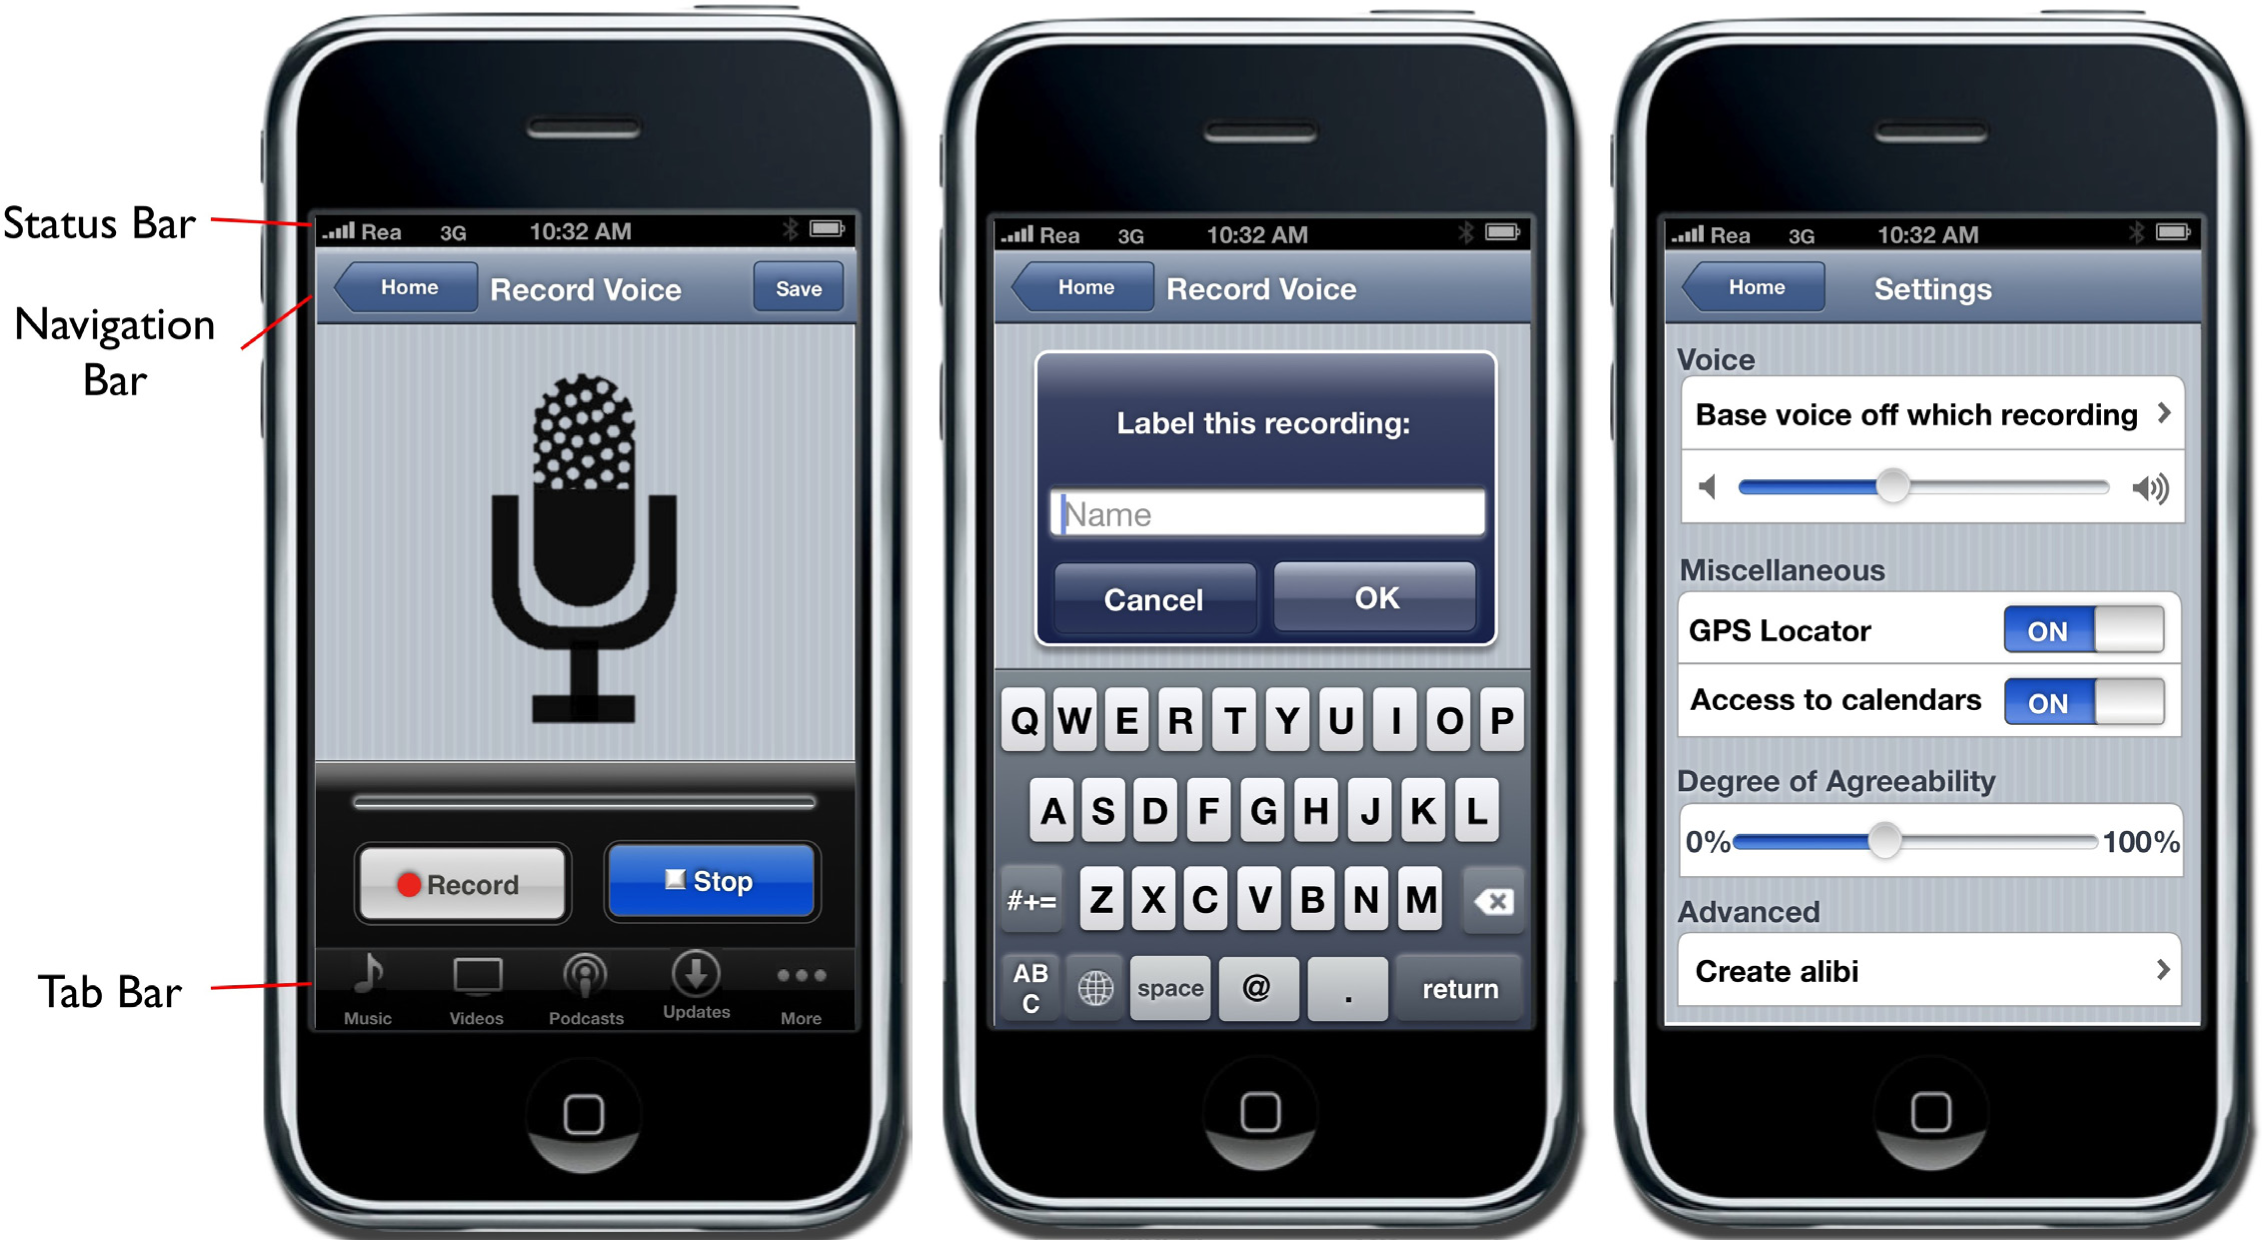 Status Bar
Navigation
Bar
Tab Bar
Rea 3G 10:32 AM
Home Record Voice Save
Record Stop
Music Videos Podcasts Updates More
Rea 3G 10:32 AM
Home Record Voice
Label this recording:
Name
Cancel OK
Q W E R T Y U I O P
A S D F G H J K L
#+= Z X C V B N M
AB
C
space @ . return
Rea 3G 10:32 AM
Home Settings
Voice
Base voice off which recording
Miscellaneous
GPS Locator ON
Access to calendars ON
Degree of Agreeability
0% 100%
Advanced
Create alibi